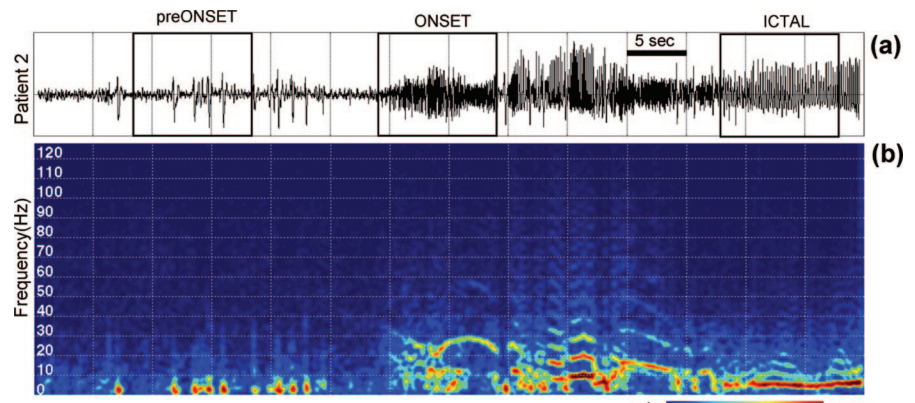 preONSET
ONSET
ICTAL
(a)
5 sec
Patient 2
(b)
Frequency(Hz)
120
110
100
90
80
70
60
50
40
30
20
10
0